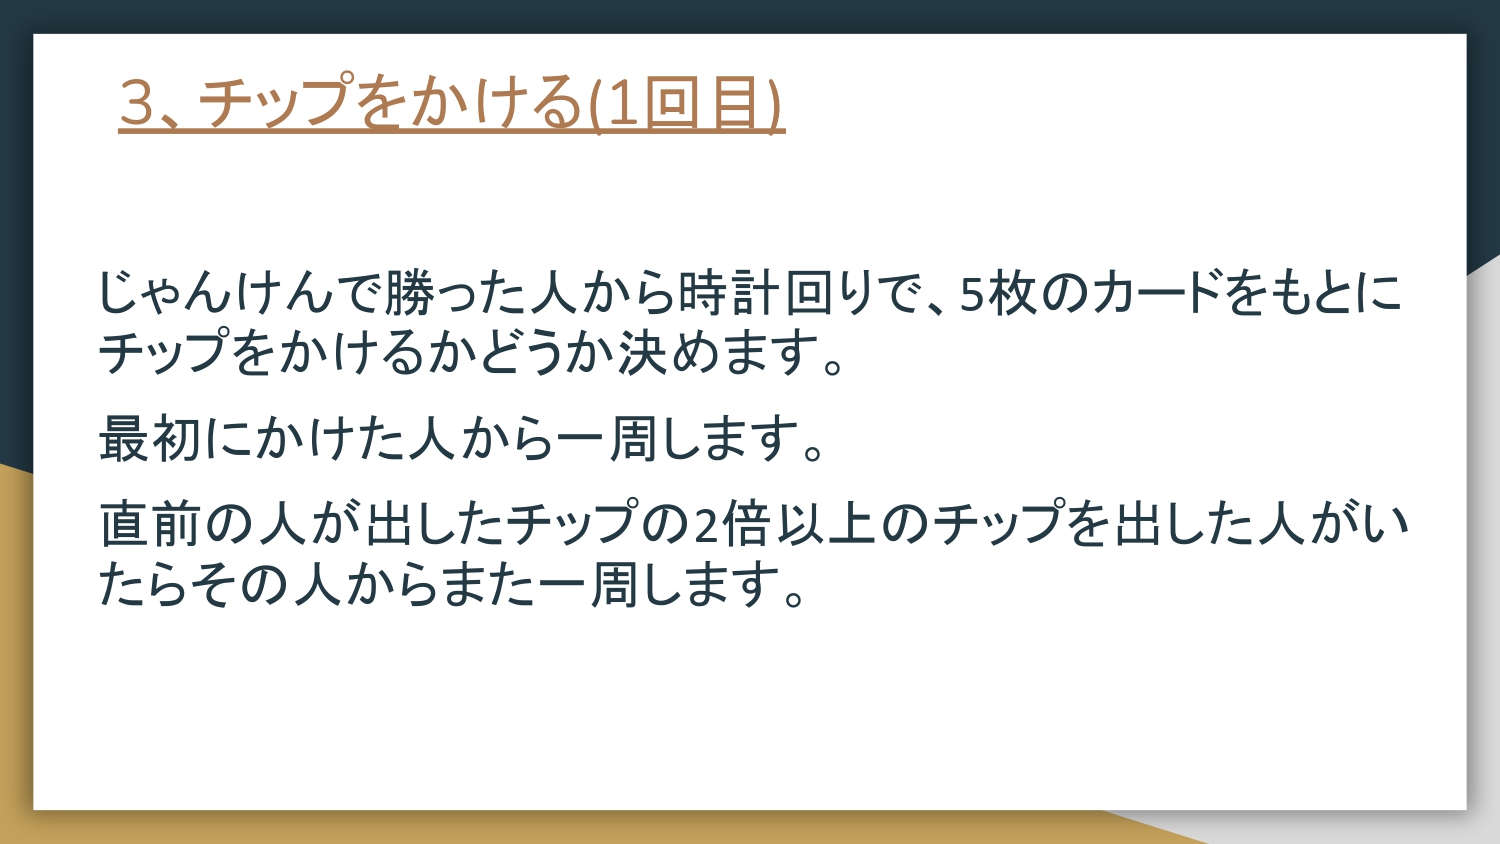 ３、チップをかける(1回目)
じゃんけんで勝った人から時計回りで、5枚のカードをもとに
チップをかけるかどうか決めます。
最初にかけた人から一周します。
直前の人が出したチップの2倍以上のチップを出した人がい
たらその人からまた一周します。